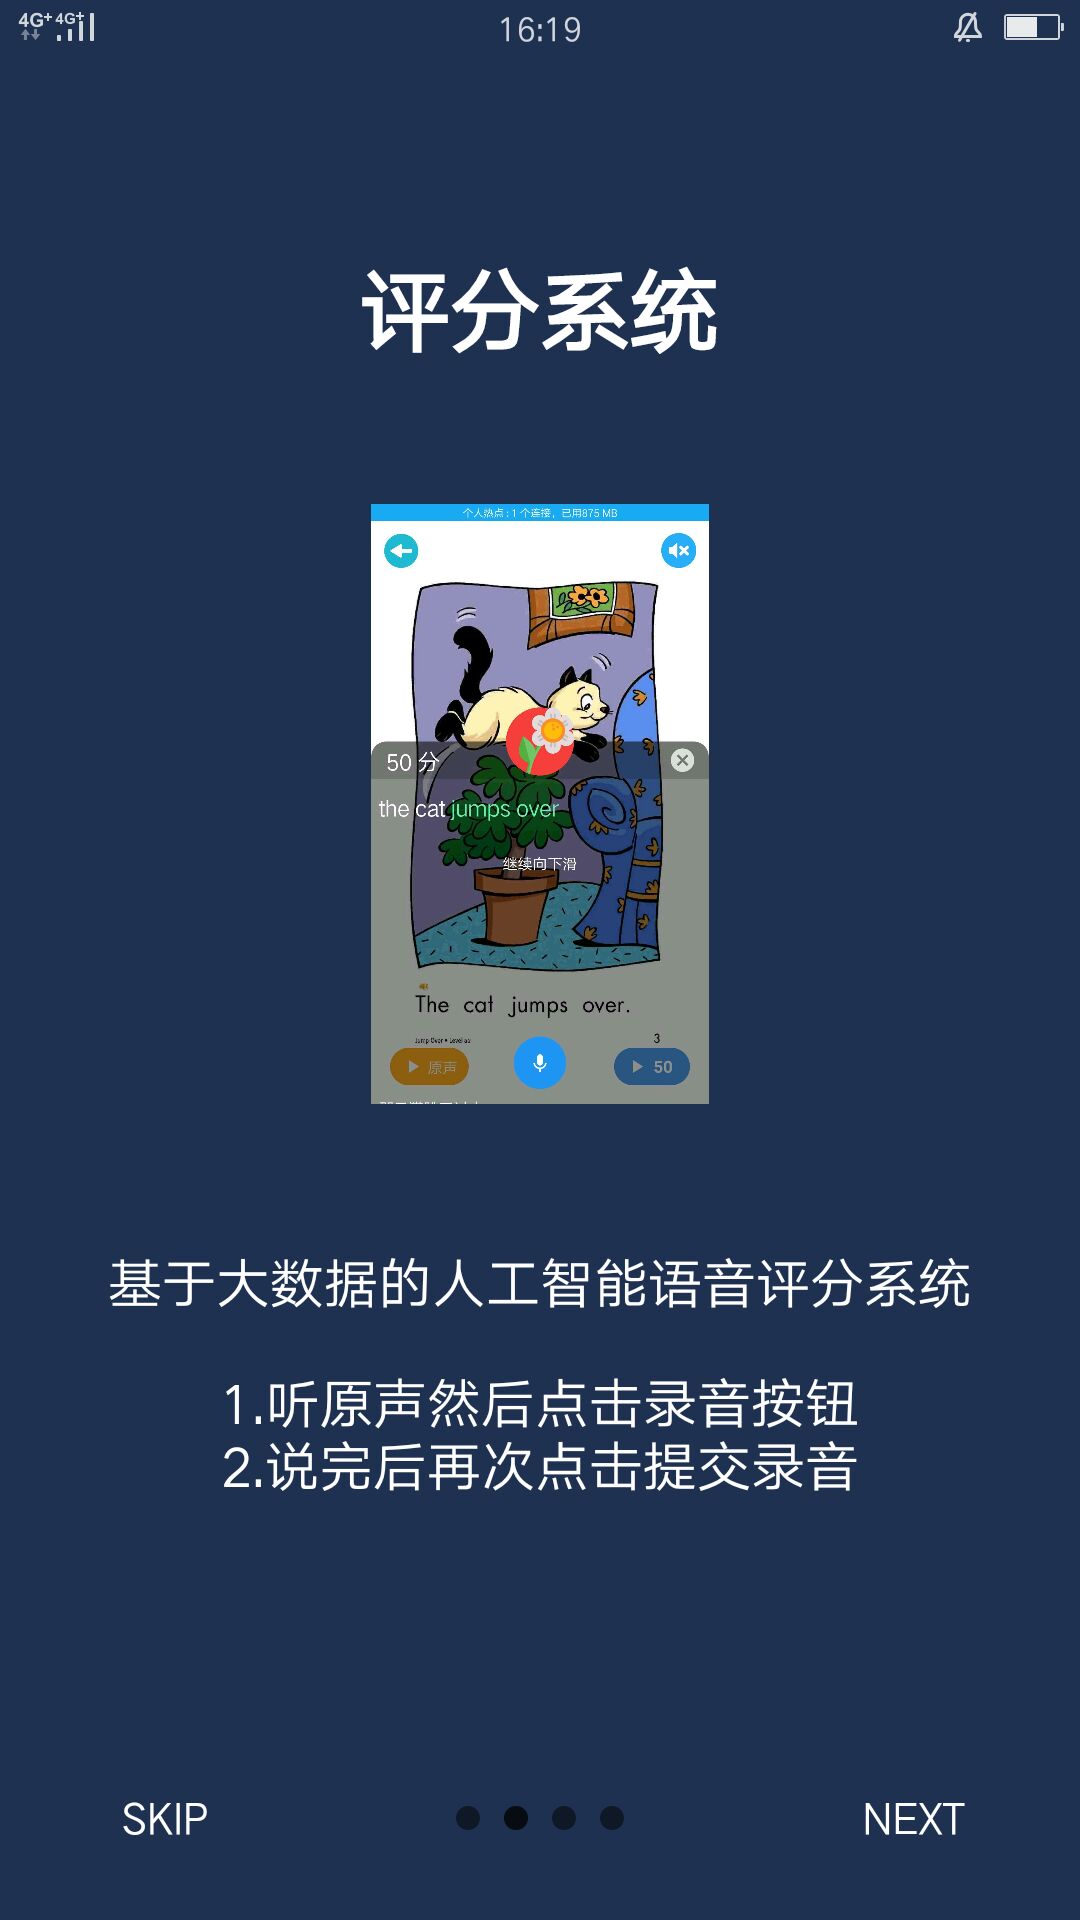 4G+ 4G+
16:19
评分系统
个人热点:1 个连接，已用875 MB
50 分
the cat jumps over
继续向下滑
The cat jumps over.
Jump Over • Level aa
3
原声
50
基于大数据的人工智能语音评分系统
1.听原声然后点击录音按钮
2.说完后再次点击提交录音
SKIP
NEXT